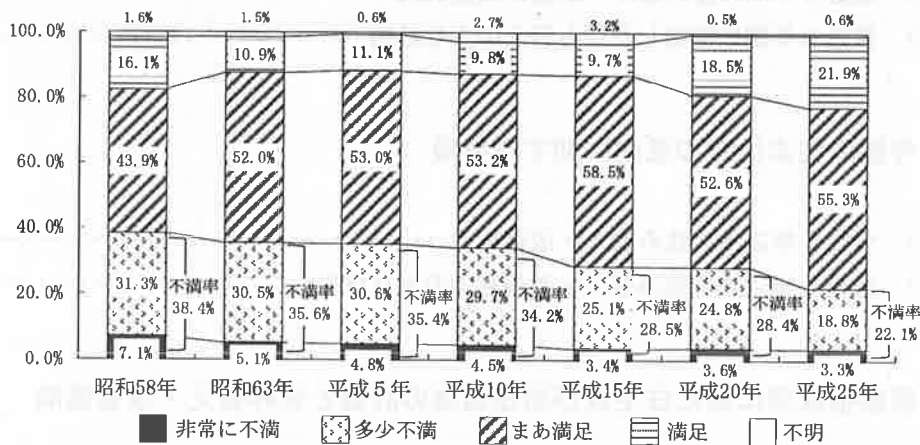 1.6% 1.5% 0.6% 2.7% 3.2% 0.5% 0.6%
100.0%
16.1% 10.9% 11.1% 9.8% 9.7% 18.5% 21.9%
80.0%
43.9% 52.0% 53.0% 53.2% 58.5% 52.6% 55.3%
60.0%
40.0%
31.3% 不満率 38.4% 30.5% 不満率 35.6% 30.6% 不満率 35.4% 29.7% 不満率 34.2% 25.1% 不満率 28.5% 24.8% 不満率 28.4% 18.8% 不満率 22.1%
20.0%
0.0%
7.1% 5.1% 4.8% 4.5% 3.4% 3.6% 3.3%
昭和58年 昭和63年 平成5年 平成10年 平成15年 平成20年 平成25年
非常に不満 多少不満 まあ満足 満足 不明